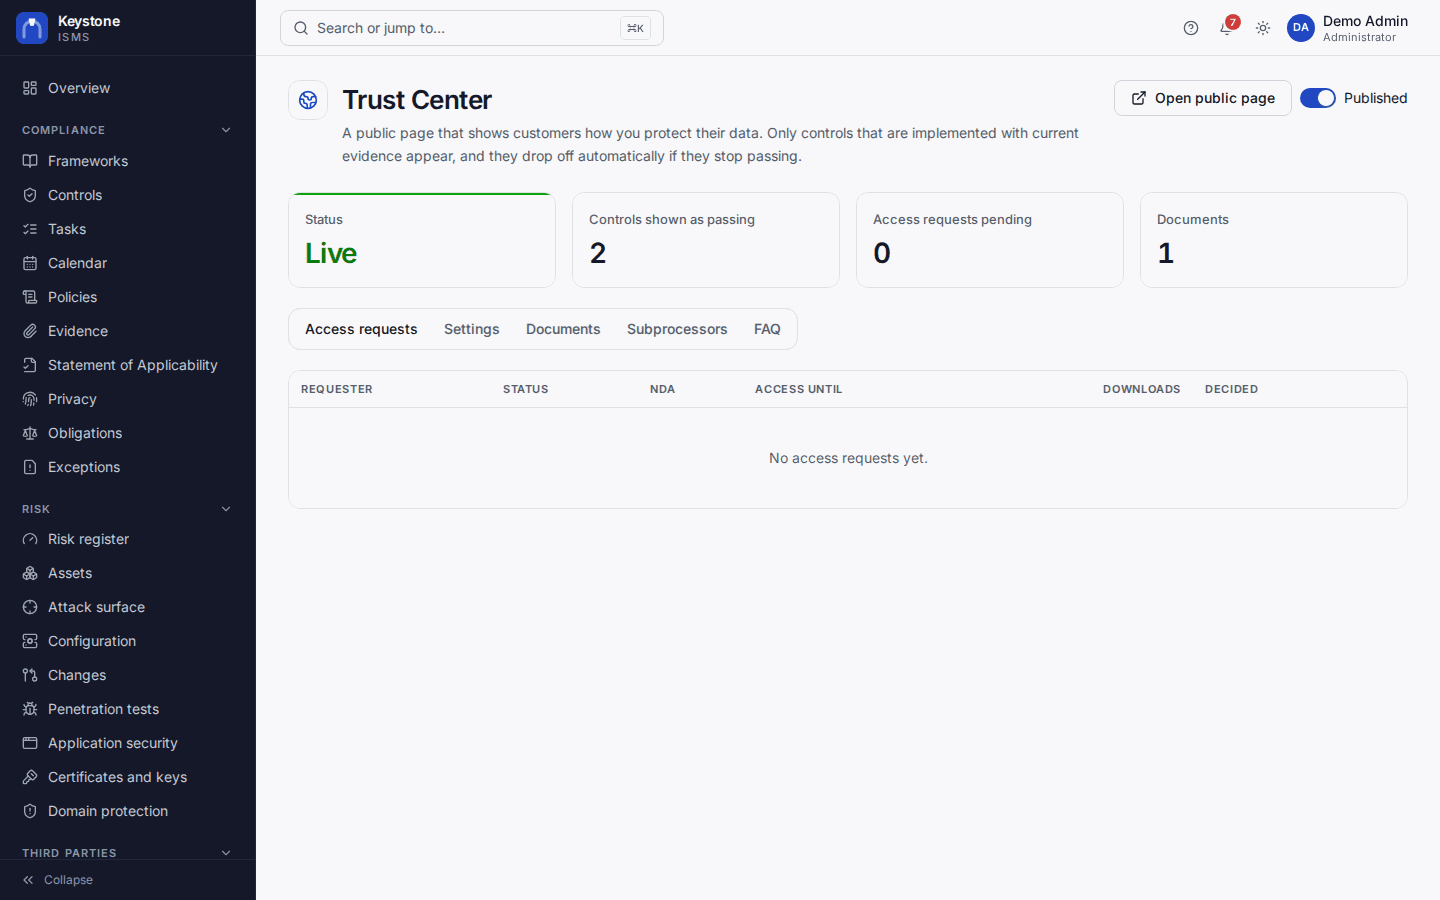 Keystone
ISMS
Search or jump to...
⌘K
7
DA
Demo Admin
Administrator
Overview
COMPLIANCE
Frameworks
Controls
Tasks
Calendar
Policies
Evidence
Statement of Applicability
Privacy
Obligations
Exceptions
RISK
Risk register
Assets
Attack surface
Configuration
Changes
Penetration tests
Application security
Certificates and keys
Domain protection
THIRD PARTIES
Collapse
Trust Center
A public page that shows customers how you protect their data. Only controls that are implemented with current
evidence appear, and they drop off automatically if they stop passing.
Open public page
Published
Status
Live
Controls shown as passing
2
Access requests pending
0
Documents
1
Access requests
Settings
Documents
Subprocessors
FAQ
REQUESTER
STATUS
NDA
ACCESS UNTIL
DOWNLOADS
DECIDED
No access requests yet.